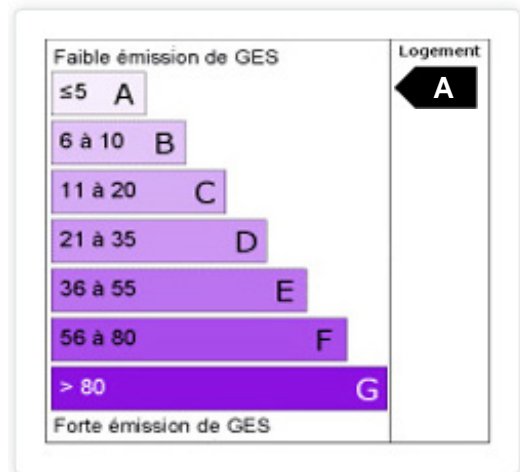 Faible émission de GES
Logement
≤5 A
A
6 à 10 B
11 à 20 C
21 à 35 D
36 à 55 E
56 à 80 F
> 80 G
Forte émission de GES